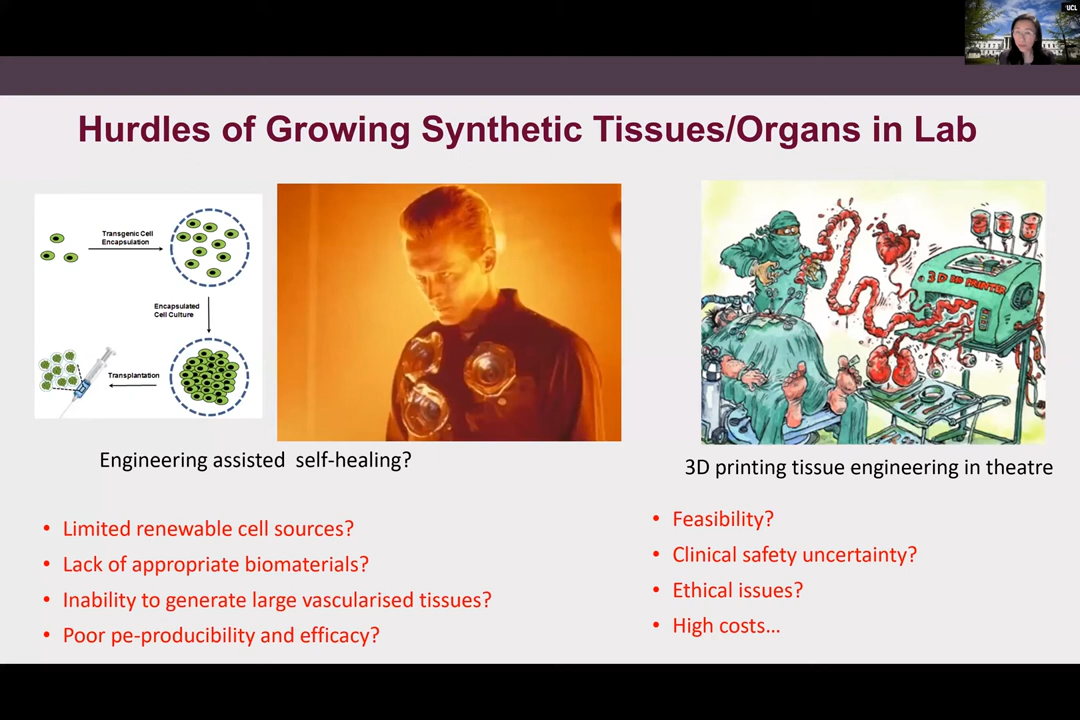 UCL
Hurdles of Growing Synthetic Tissues/Organs in Lab
Transgenic Cell
Encapsulation
Encapsulated
Cell Culture
Transplantation
3D PRINTER
Engineering assisted self-healing?
3D printing tissue engineering in theatre
• Limited renewable cell sources?
• Lack of appropriate biomaterials?
• Inability to generate large vascularised tissues?
• Poor pe-producibility and efficacy?
• Feasibility?
• Clinical safety uncertainty?
• Ethical issues?
• High costs…